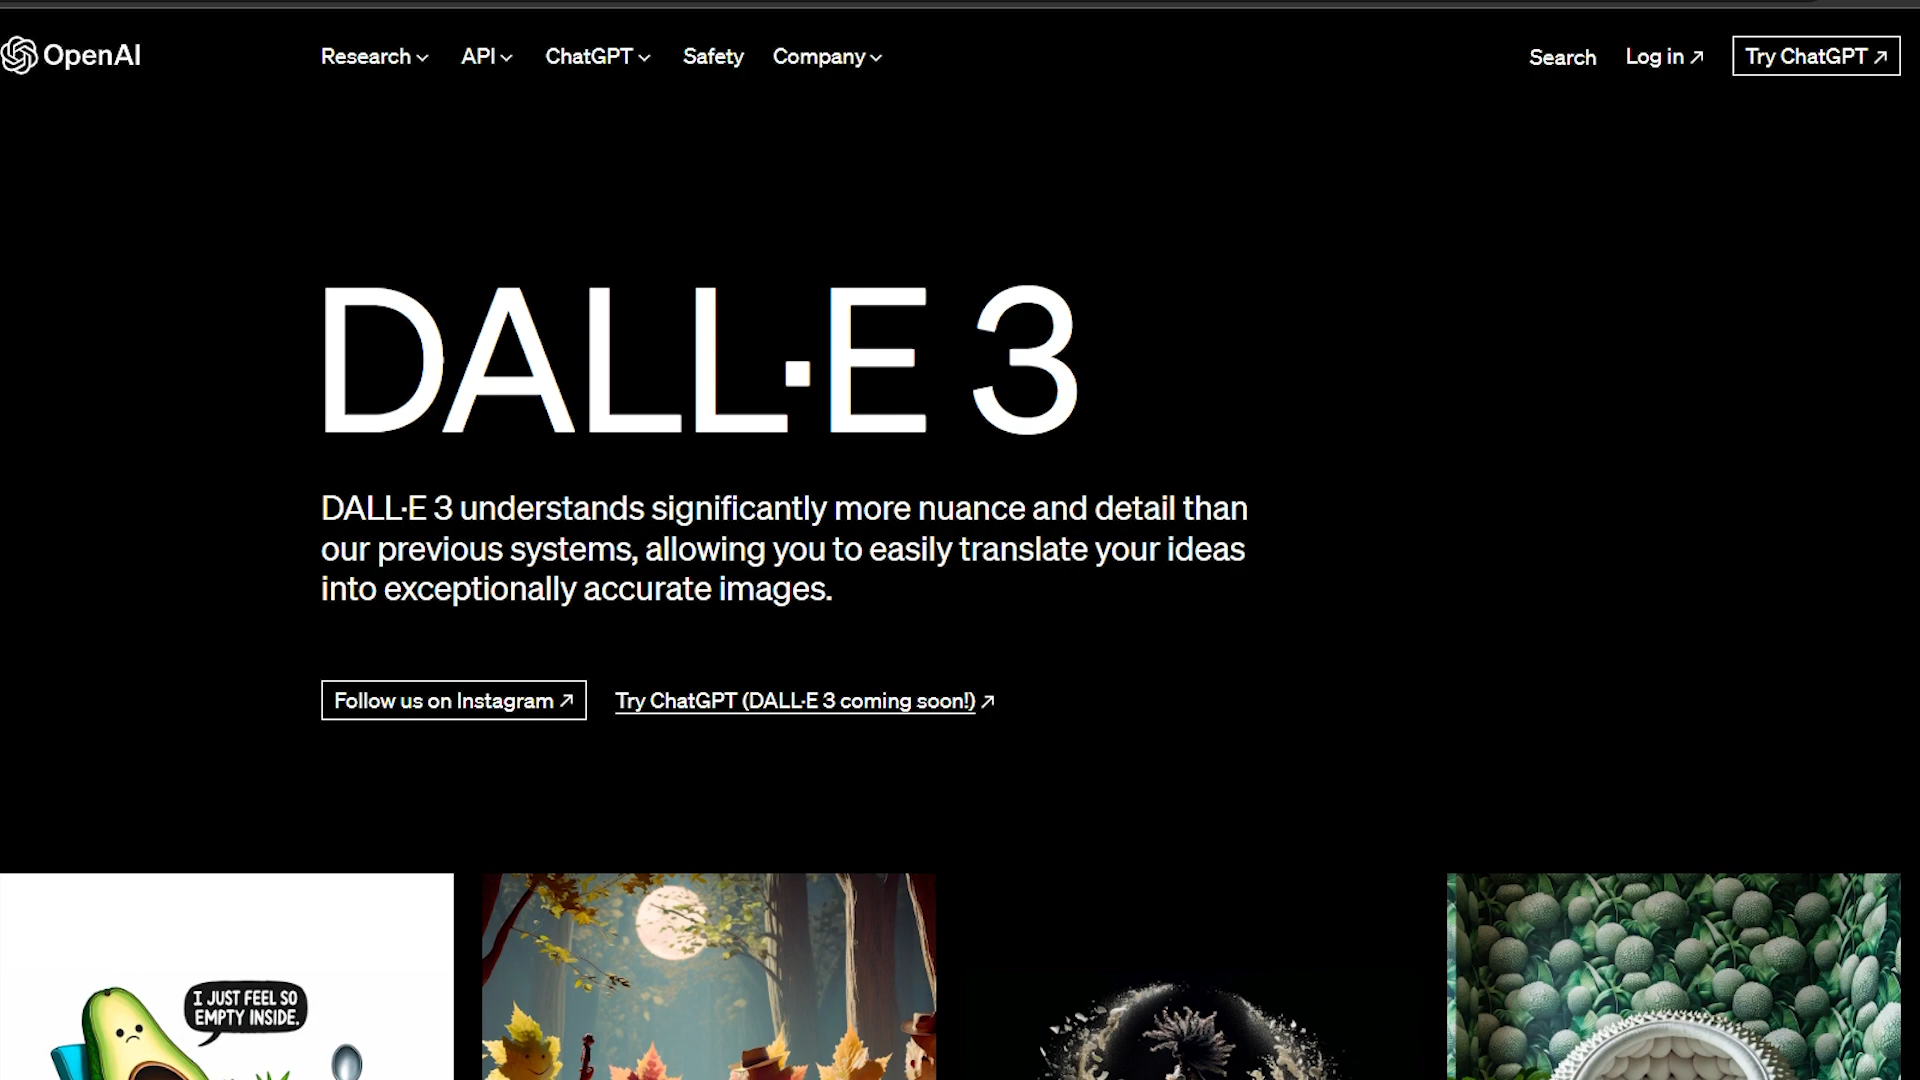 OpenAI
Research
API
ChatGPT
Safety
Company
Search
Log in ↗
Try ChatGPT ↗
DALL·E 3
DALL·E 3 understands significantly more nuance and detail than
our previous systems, allowing you to easily translate your ideas
into exceptionally accurate images.
Follow us on Instagram ↗
Try ChatGPT (DALL·E 3 coming soon!) ↗
I JUST FEEL SO
EMPTY INSIDE.